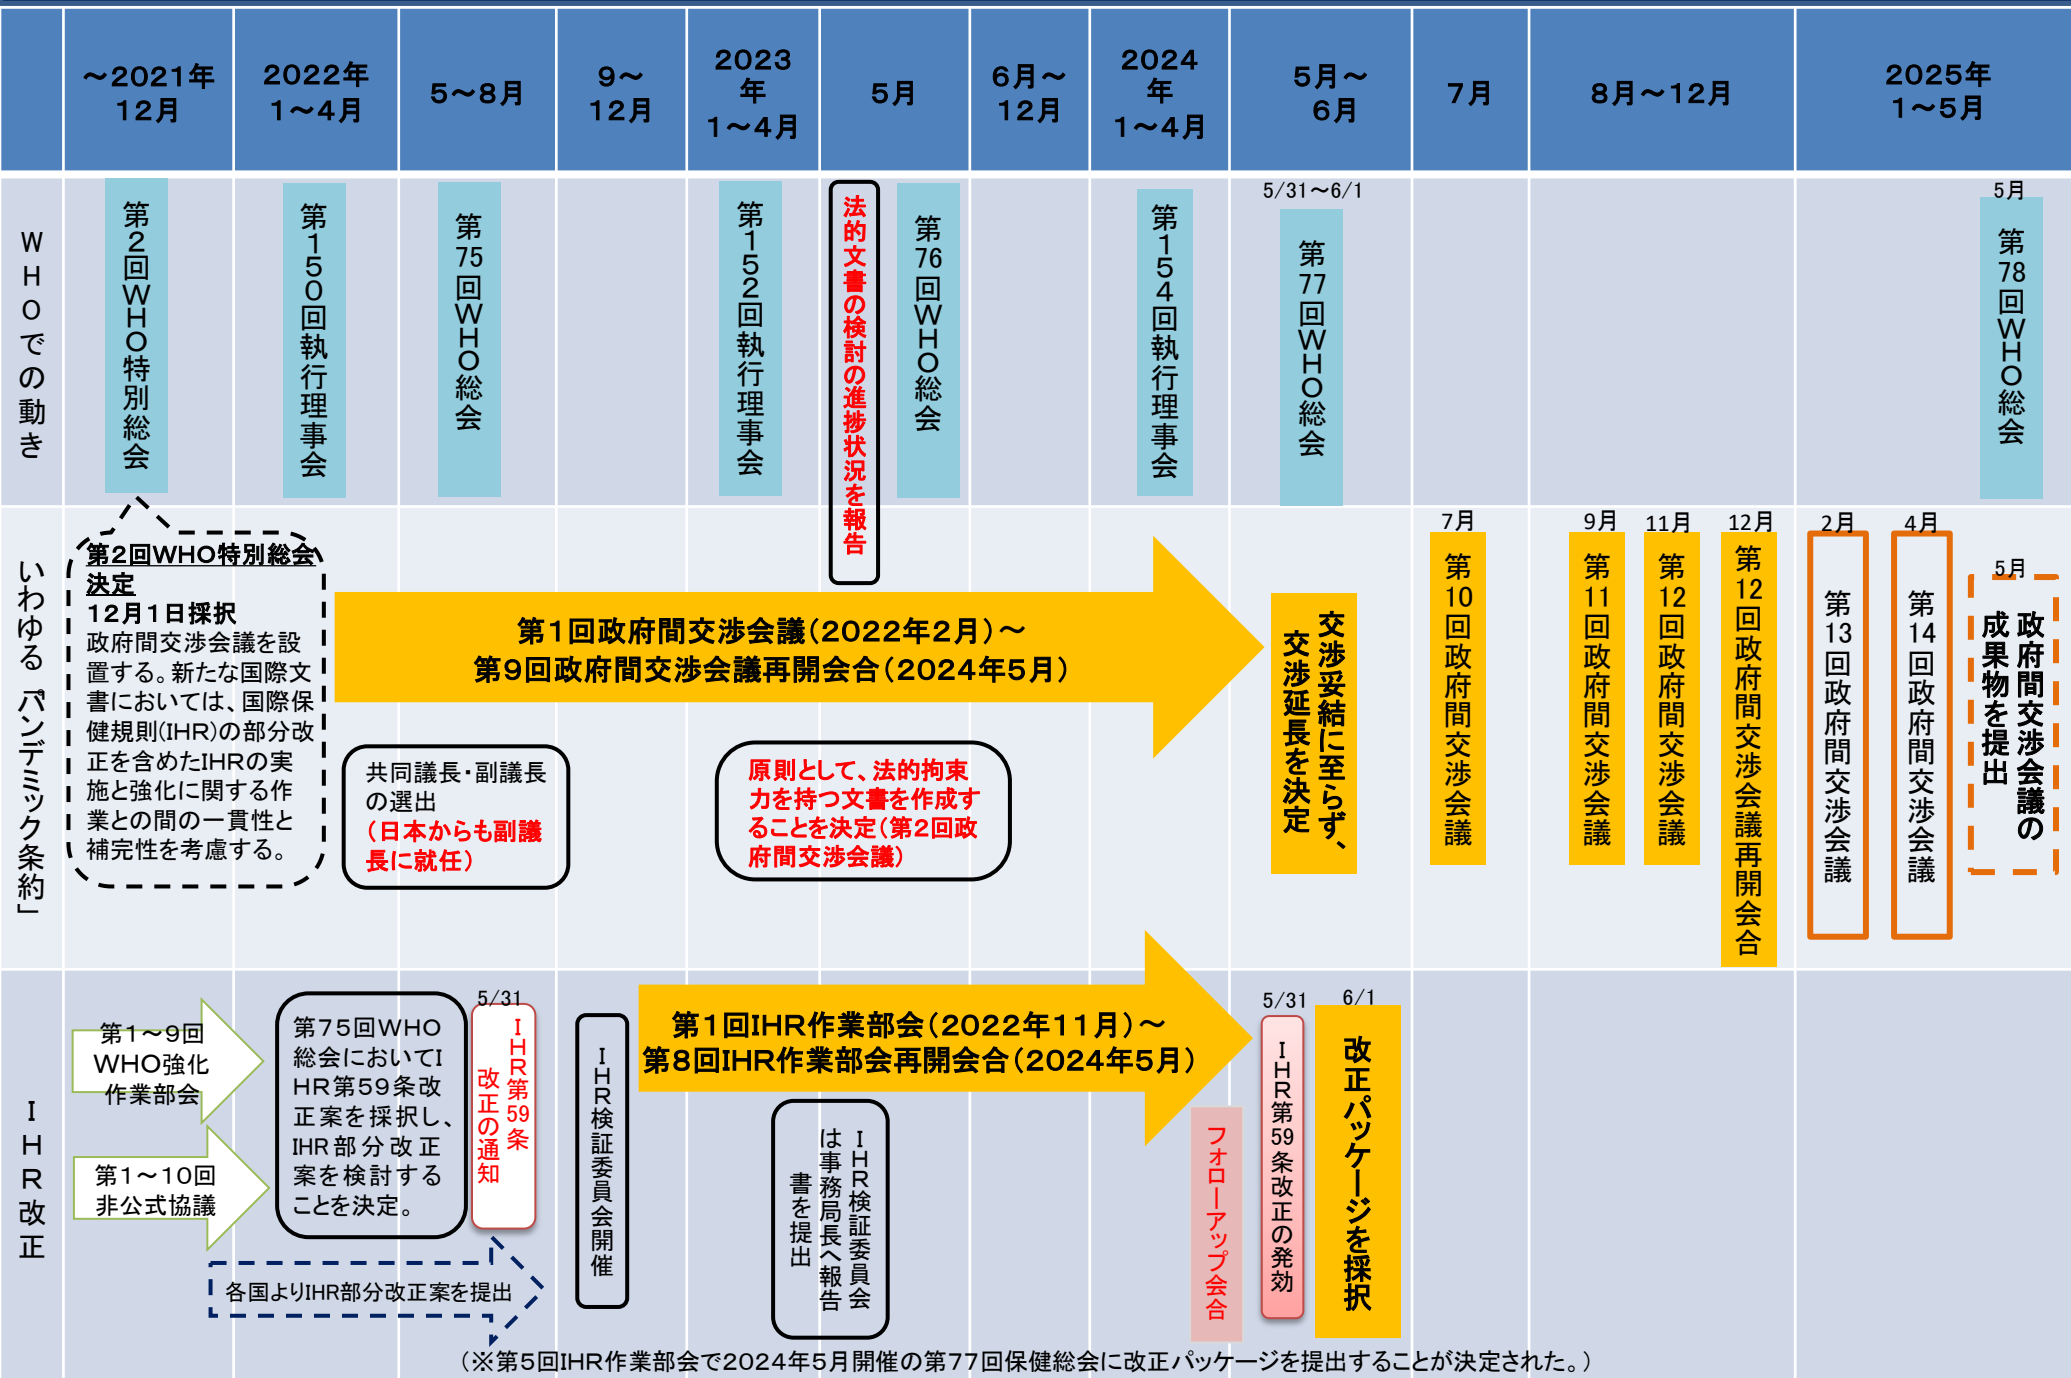 ～2021年
12月
2022年
1～4月
5～8月
9～
12月
2023
年
1～4月
5月
6月～
12月
2024
年
1～4月
5月～
6月
7月
8月～12月
2025年
1～5月
WHOでの動き
第2回WHO特別総会
第150回執行理事会
第75回WHO総会
第152回執行理事会
法的文書の検討の進捗状況を報告
第76回WHO総会
第154回執行理事会
5/31～6/1
第77回WHO総会
5月
第78回WHO総会
いわゆる「パンデミック条約」
第2回WHO特別総会
決定
12月1日採択
政府間交渉会議を設
置する。新たな国際文
書においては、国際保
健規則(IHR)の部分改
正を含めたIHRの実
施と強化に関する作
業との間の一貫性と
補完性を考慮する。
第1回政府間交渉会議（2022年2月）～
第9回政府間交渉会議再開会合（2024年5月）
共同議長・副議長
の選出
（日本からも副議
長に就任）
原則として、法的拘束
力を持つ文書を作成す
ることを決定（第2回政
府間交渉会議）
交渉妥結に至らず、
交渉延長を決定
7月
第10回政府間交渉会議
9月
第11回政府間交渉会議
11月
第12回政府間交渉会議
12月
第12回政府間交渉会議再開会合
2月
第13回政府間交渉会議
4月
第14回政府間交渉会議
5月
政府間交渉会議の
成果物を提出
IHR改正
第1～9回
WHO強化
作業部会
第1～10回
非公式協議
第75回WHO
総会においてI
HR第59条改
正案を採択し、
IHR部分改正
案を検討する
ことを決定。
5/31
IHR第59条
改正の通知
各国よりIHR部分改正案を提出
IHR検証委員会開催
第1回IHR作業部会（2022年11月）～
第8回IHR作業部会再開会合（2024年5月）
IHR検証委員会
は事務局長へ報告
書を提出
フォローアップ会合
5/31
IHR第59条改正の発効
6/1
改正パッケージを採択
（※第5回IHR作業部会で2024年5月開催の第77回保健総会に改正パッケージを提出することが決定された。）